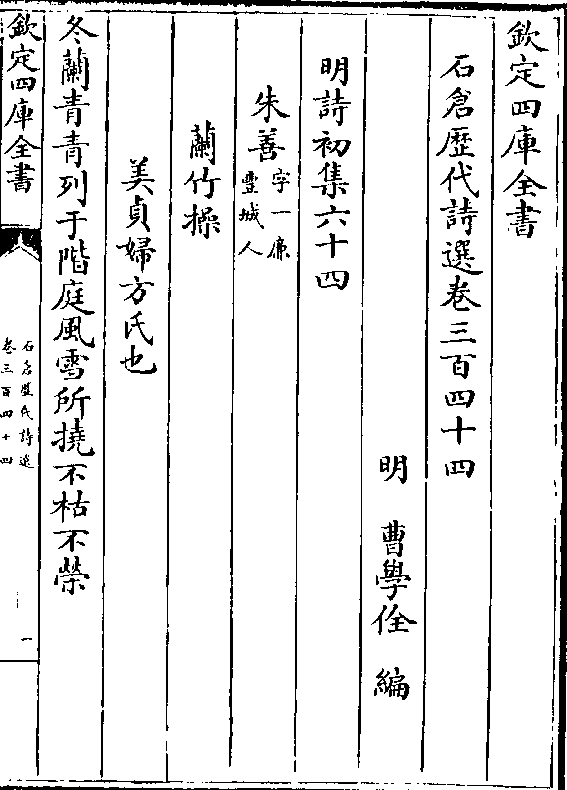 欽定四庫全書
石倉歷代詩選卷三百四十四
明 曹學佺 編
明詩初集六十四
朱善字一㢘豐城人
蘭竹操
美貞婦方氏也
冬蘭青青列于階庭風雪所撓不枯不榮
欽定四庫全書
石倉歷代詩選
卷三百四十四
一